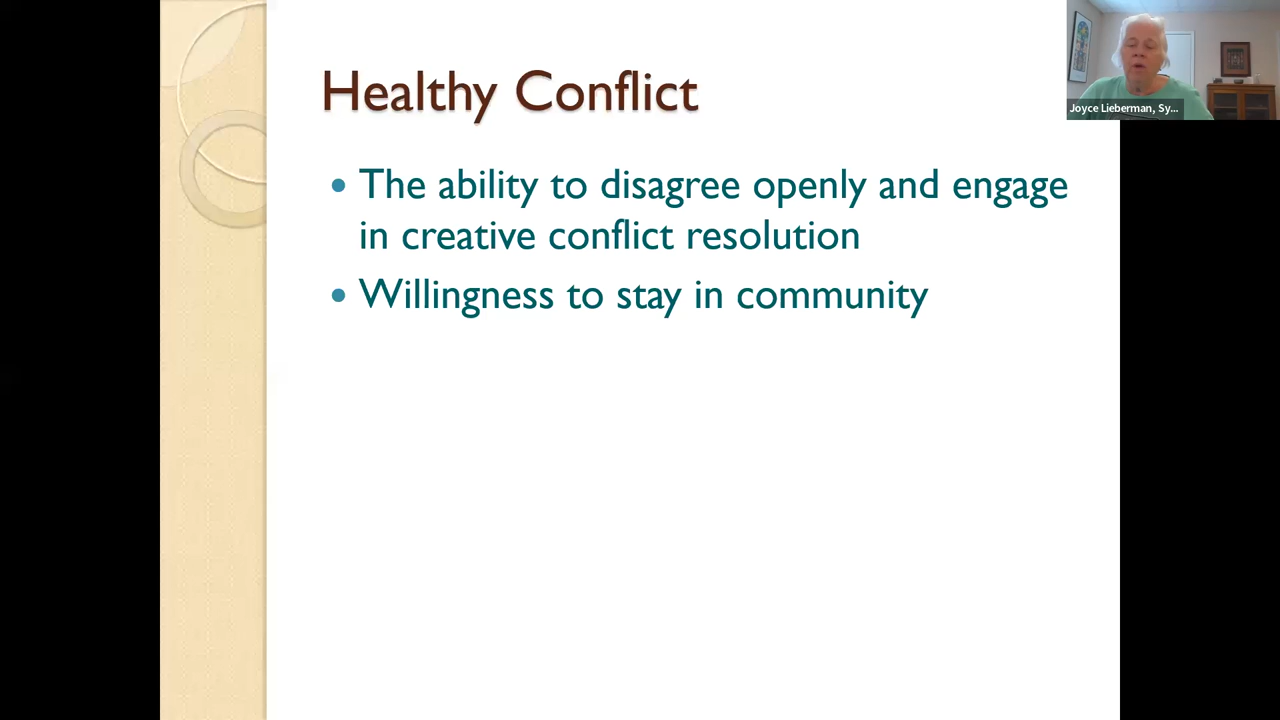 Healthy Conflict
• The ability to disagree openly and engage
in creative conflict resolution
• Willingness to stay in community
Joyce Lieberman, Sy...